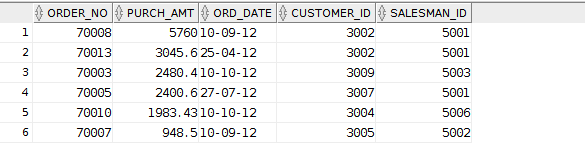 ORDER_NO PURCH_AMT ORD_DATE CUSTOMER_ID SALESMAN_ID
1 70008 5760 10-09-12 3002 5001
2 70013 3045.6 25-04-12 3002 5001
3 70003 2480.4 10-10-12 3009 5003
4 70005 2400.6 27-07-12 3007 5001
5 70010 1983.43 10-10-12 3004 5006
6 70007 948.5 10-09-12 3005 5002